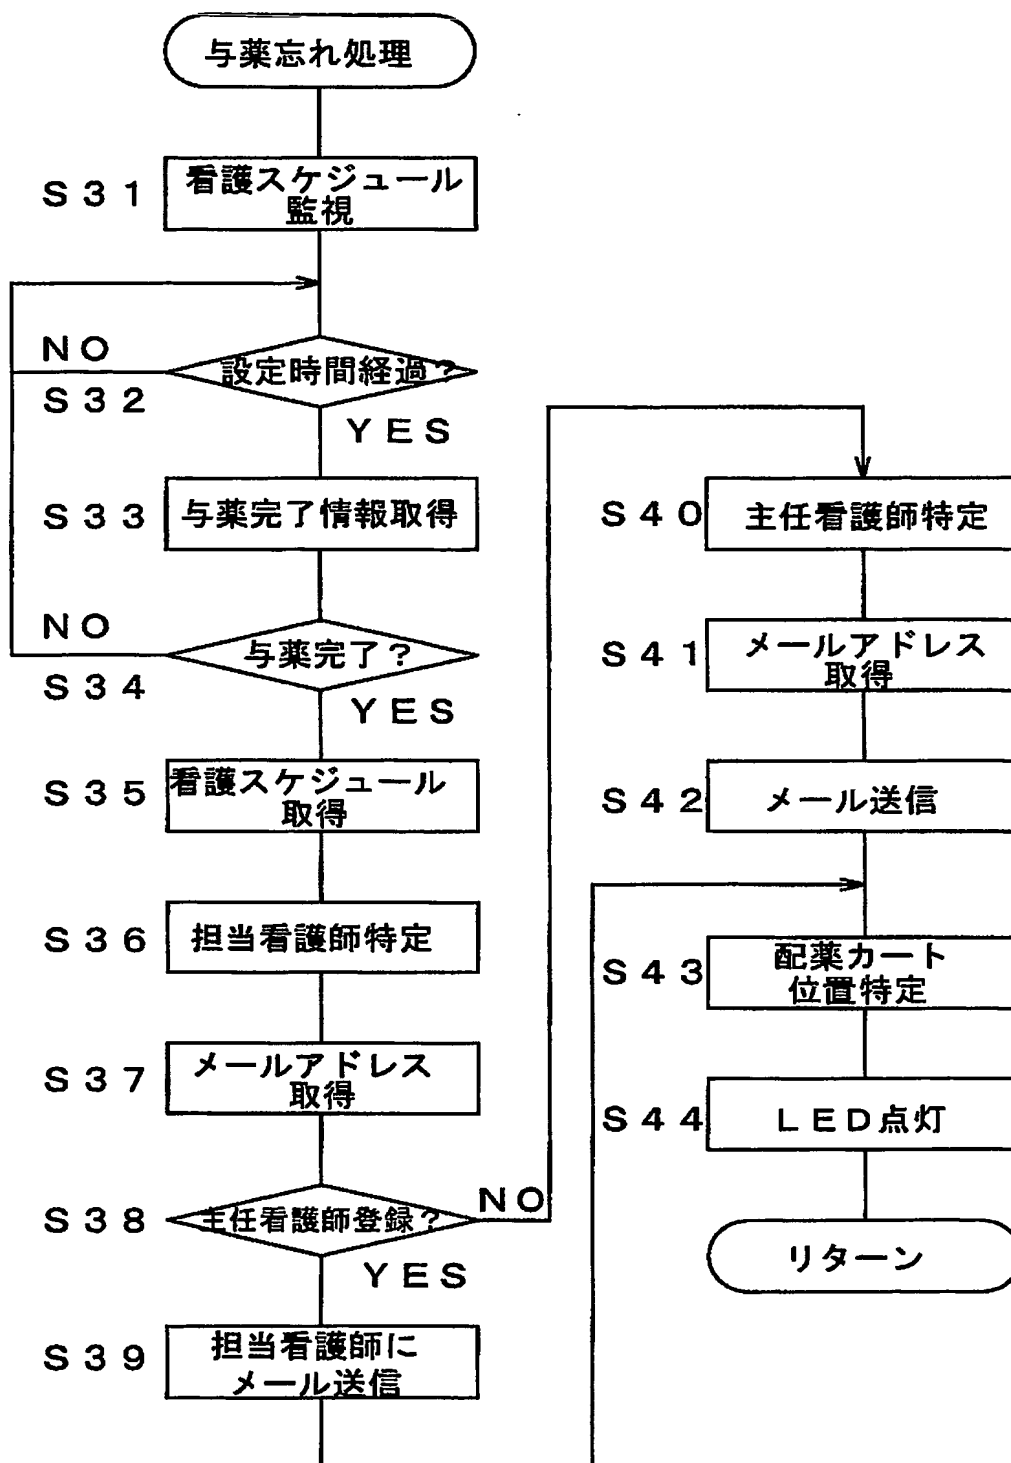 与薬忘れ処理
S31
看護スケジュール
監視
NO
設定時間経過?
S32
YES
S33
与薬完了情報取得
NO
与薬完了?
S34
YES
S35
看護スケジュール
取得
S36
担当看護師特定
S37
メールアドレス
取得
S38
主任看護師登録?
NO
YES
S39
担当看護師に
メール送信
S40
主任看護師特定
S41
メールアドレス
取得
S42
メール送信
S43
配薬カート
位置特定
S44
LED点灯
リターン